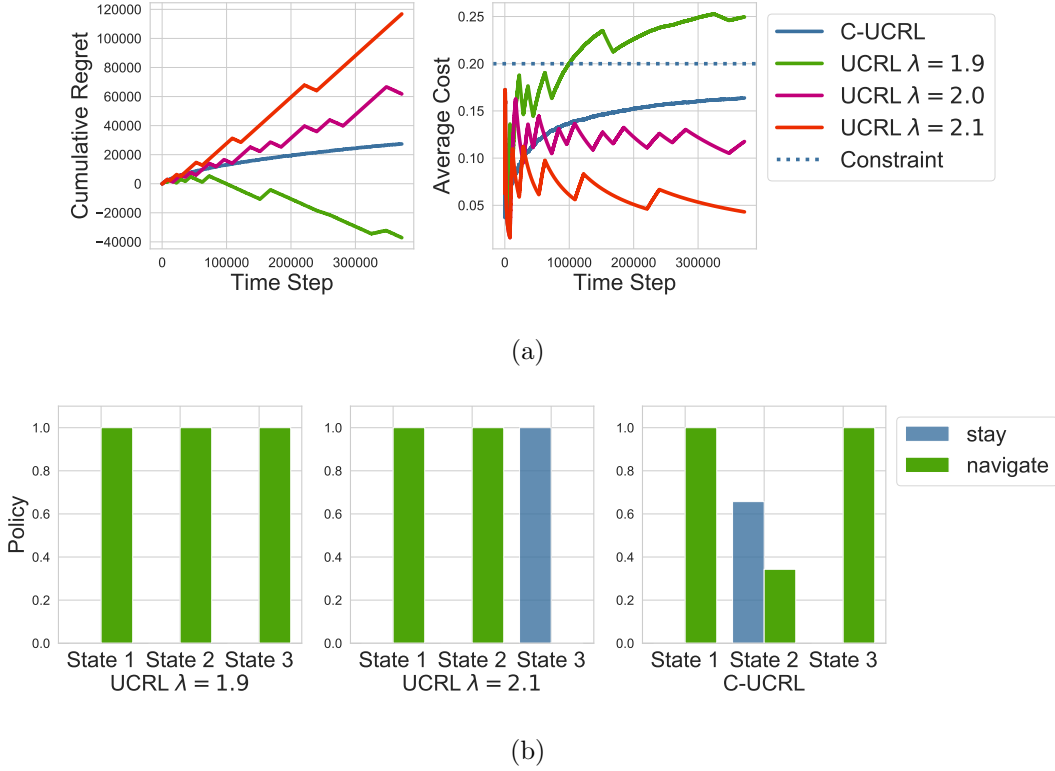 120000
100000
80000
60000
40000
20000
0
−20000
−40000
Cumulative Regret
0 100000 200000 300000
Time Step
0.25
0.20
0.15
0.10
0.05
Average Cost
0 100000 200000 300000
Time Step
C-UCRL
UCRL λ = 1.9
UCRL λ = 2.0
UCRL λ = 2.1
Constraint
(a)
1.0
0.8
0.6
0.4
0.2
0.0
Policy
State 1 State 2 State 3
UCRL λ = 1.9
1.0
0.8
0.6
0.4
0.2
0.0
State 1 State 2 State 3
UCRL λ = 2.1
1.0
0.8
0.6
0.4
0.2
0.0
State 1 State 2 State 3
C-UCRL
stay
navigate
(b)